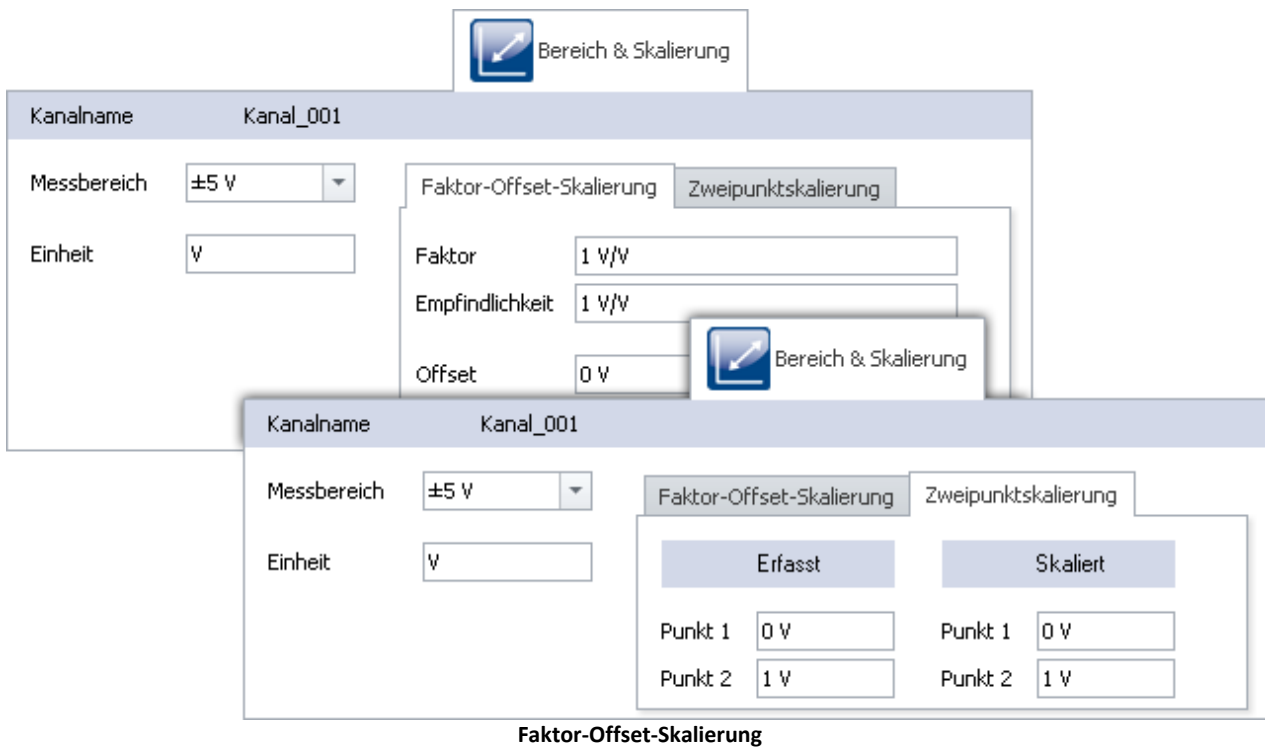 Bereich & Skalierung
Kanalname Kanal_001
Messbereich ±5 V
Faktor-Offset-Skalierung Zweipunktskalierung
Einheit V
Faktor 1 V/V
Empfindlichkeit 1 V/V
Offset 0 V
Bereich & Skalierung
Kanalname Kanal_001
Messbereich ±5 V
Faktor-Offset-Skalierung Zweipunktskalierung
Einheit V
Erfasst Skaliert
Punkt 1 0 V Punkt 1 0 V
Punkt 2 1 V Punkt 2 1 V
Faktor-Offset-Skalierung